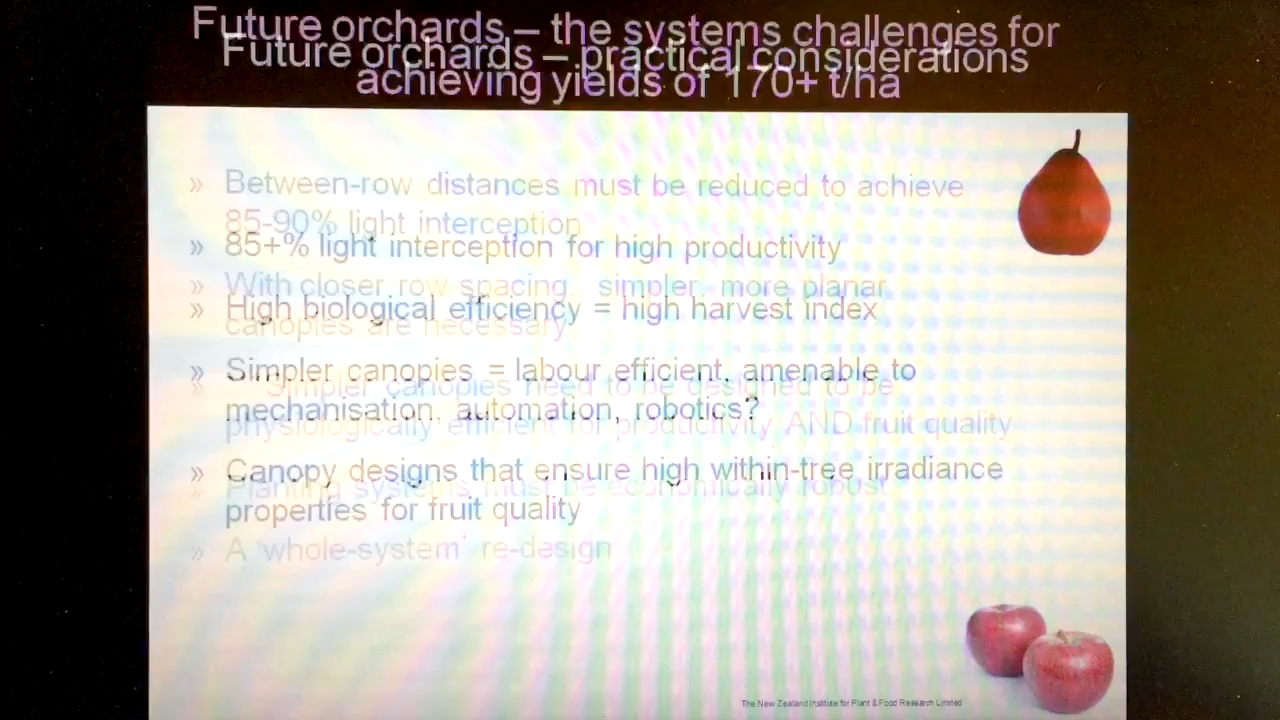 Future orchards – the systems challenges for
Future orchards – practical considerations
achieving yields of 170+ t/ha
» Between-row distances must be reduced to achieve
85-90% light interception
» 85+% light interception for high productivity
» With closer row spacing, simpler, more planar
» High biological efficiency = high harvest index
canopies are necessary
» Simpler canopies = labour efficient, amenable to
» Simpler canopies need to be designed to be
mechanisation, automation, robotics?
physiologically efficient for productivity AND fruit quality
» Canopy designs that ensure high within-tree irradiance
» Planting systems must be economically robust
properties for fruit quality
» A 'whole-system' re-design
The New Zealand Institute for Plant & Food Research Limited